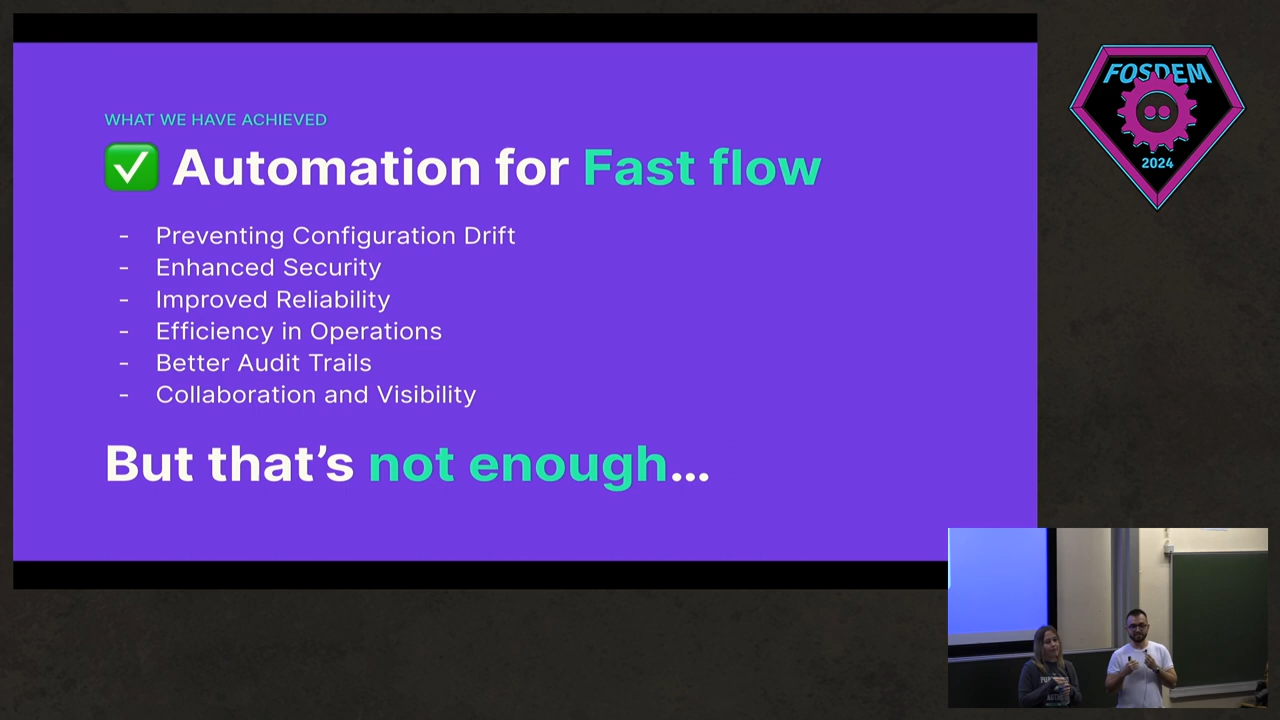 WHAT WE HAVE ACHIEVED
✅ Automation for Fast flow
- Preventing Configuration Drift
- Enhanced Security
- Improved Reliability
- Efficiency in Operations
- Better Audit Trails
- Collaboration and Visibility
But that’s not enough...
FOSDEM
2024